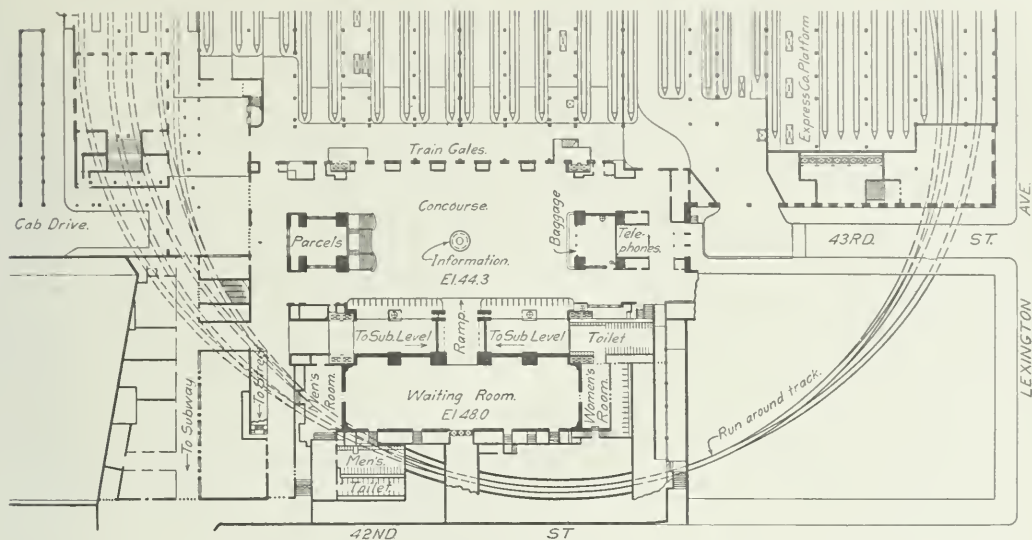 Express Co. Platform
Train Gales.
Cab Drive.
Concourse.
Parcels
Information.
El.44.3
Baggage
Tele-
phones.
43RD. ST.
LEXINGTON AVE.
To Sub. Level
Ramp.
To Sub. Level
Toilet
To Street
Men's
Room.
Waiting Room.
El.48.0
Women's
Room.
Run around track.
To Subway
Men's.
Toilet.
42ND ST